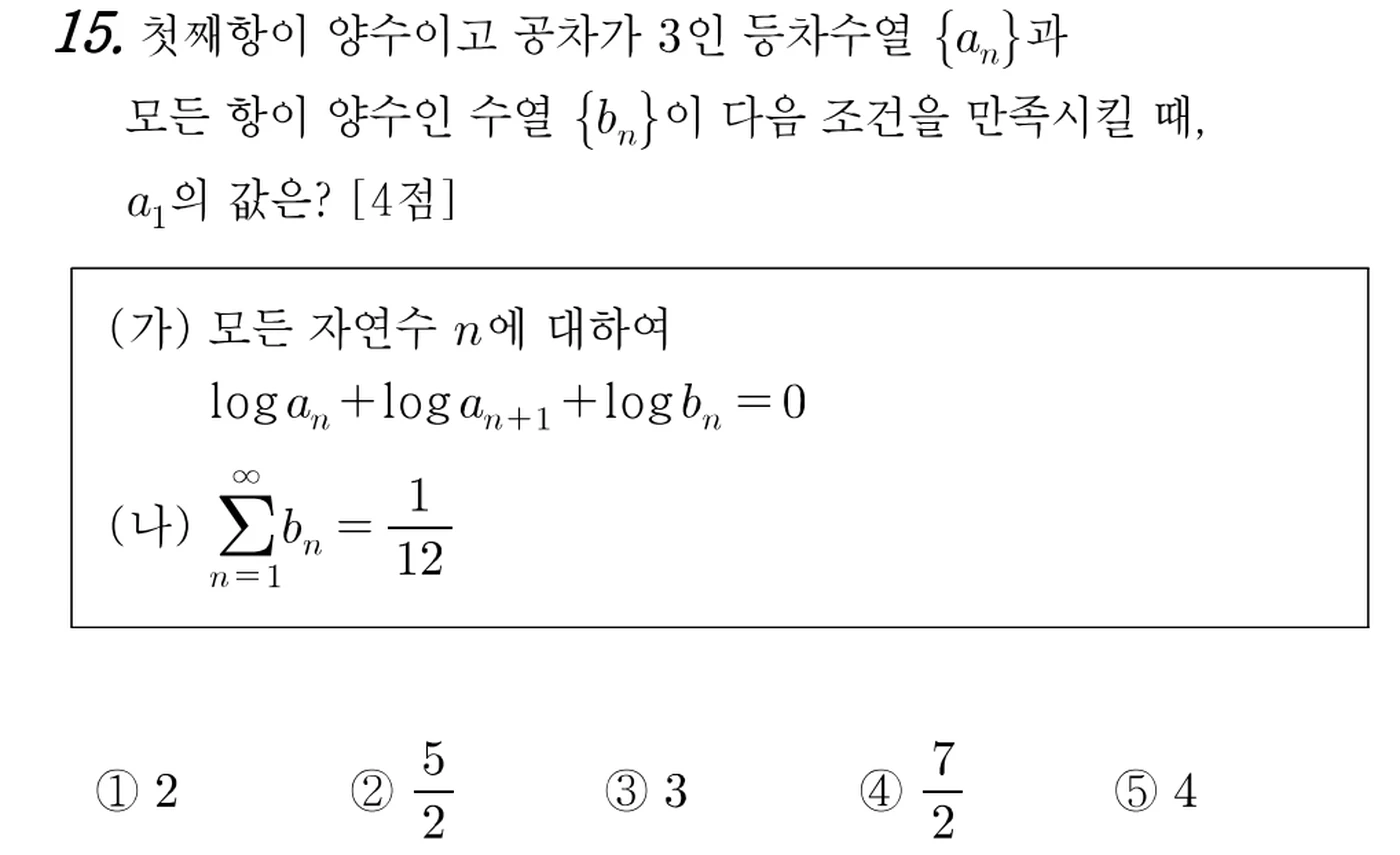 15. 첫째항이 양수이고 공차가 3인 등차수열 {aₙ}과
모든 항이 양수인 수열 {bₙ}이 다음 조건을 만족시킬 때,
a₁의 값은? [4점]
(가) 모든 자연수 n에 대하여
log aₙ + log aₙ₊₁ + log bₙ = 0
(나) ∑_{n=1}^{∞} bₙ = 1/12
① 2 ② 5/2 ③ 3 ④ 7/2 ⑤ 4